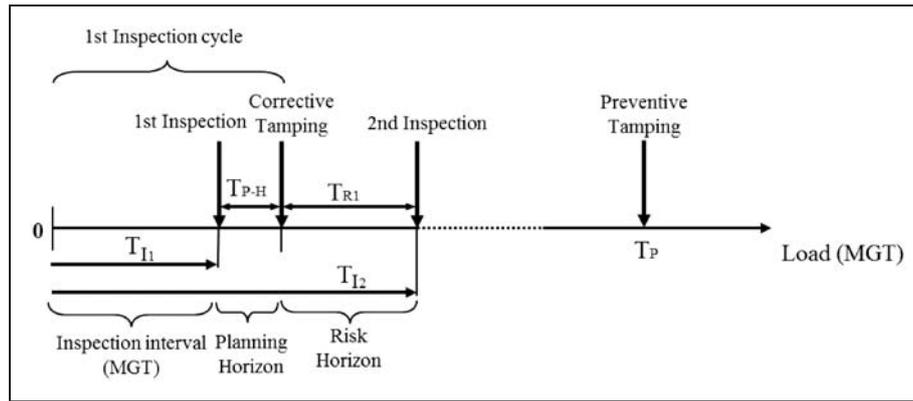 1st Inspection cycle
Corrective
Tamping
1st Inspection
2nd Inspection
Preventive
Tamping
TP-H
TR1
0
TI1
TP
Load (MGT)
TI2
Inspection interval
(MGT)
Planning
Horizon
Risk
Horizon